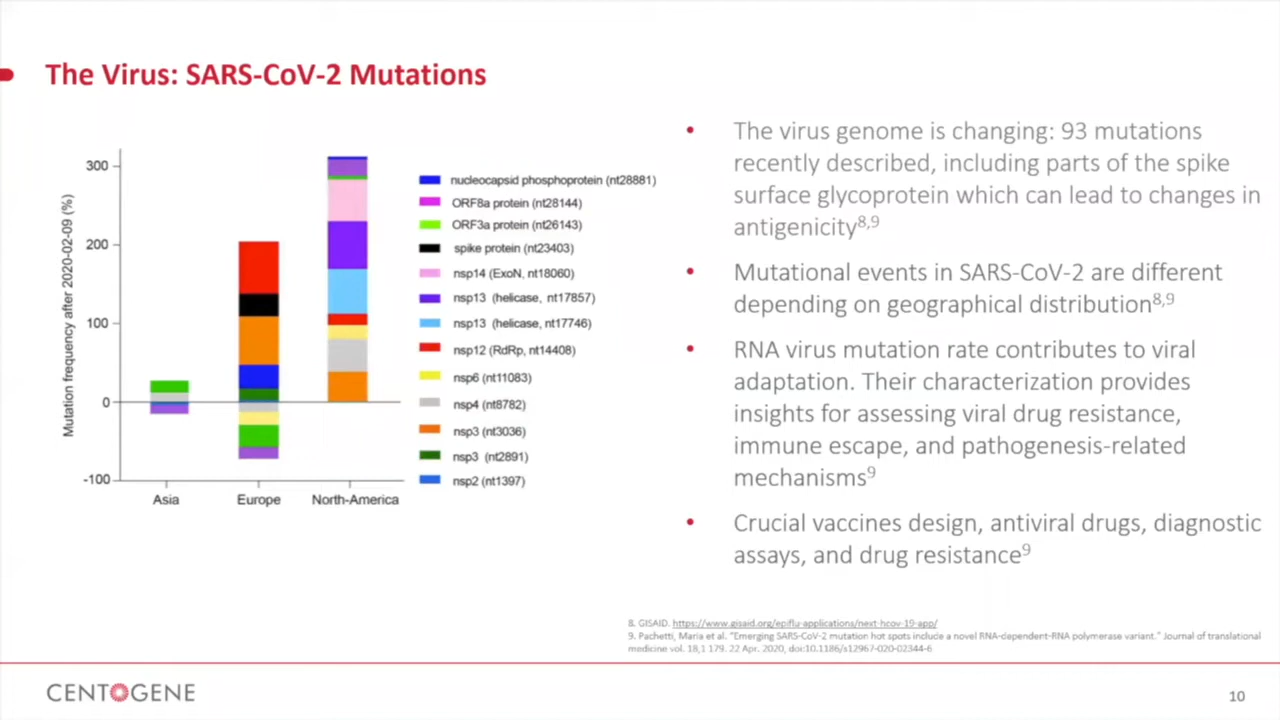 The Virus: SARS-CoV-2 Mutations
Mutation frequency after 2020-02-09 (%)
300
200
100
0
-100
Asia
Europe
North-America
nucleocapsid phosphoprotein (nt28881)
ORF8a protein (nt28144)
ORF3a protein (nt26143)
spike protein (nt23403)
nsp14 (ExoN, nt18060)
nsp13 (helicase, nt17857)
nsp13 (helicase, nt17746)
nsp12 (RdRp, nt14408)
nsp6 (nt11083)
nsp4 (nt8782)
nsp3 (nt3036)
nsp3 (nt2891)
nsp2 (nt1397)
• The virus genome is changing: 93 mutations
recently described, including parts of the spike
surface glycoprotein which can lead to changes in
antigenicity8,9
• Mutational events in SARS-CoV-2 are different
depending on geographical distribution8,9
• RNA virus mutation rate contributes to viral
adaptation. Their characterization provides
insights for assessing viral drug resistance,
immune escape, and pathogenesis-related
mechanisms9
• Crucial vaccines design, antiviral drugs, diagnostic
assays, and drug resistance9
8. GISAID. https://www.gisaid.org/epiflu-applications/next-hcov-19-app/
9. Pachetti, Maria et al. "Emerging SARS-CoV-2 mutation hot spots include a novel RNA-dependent-RNA polymerase variant." Journal of translational
medicine vol. 18,1 179. 22 Apr. 2020, doi:10.1186/s12967-020-02344-6
CENTOGENE
10